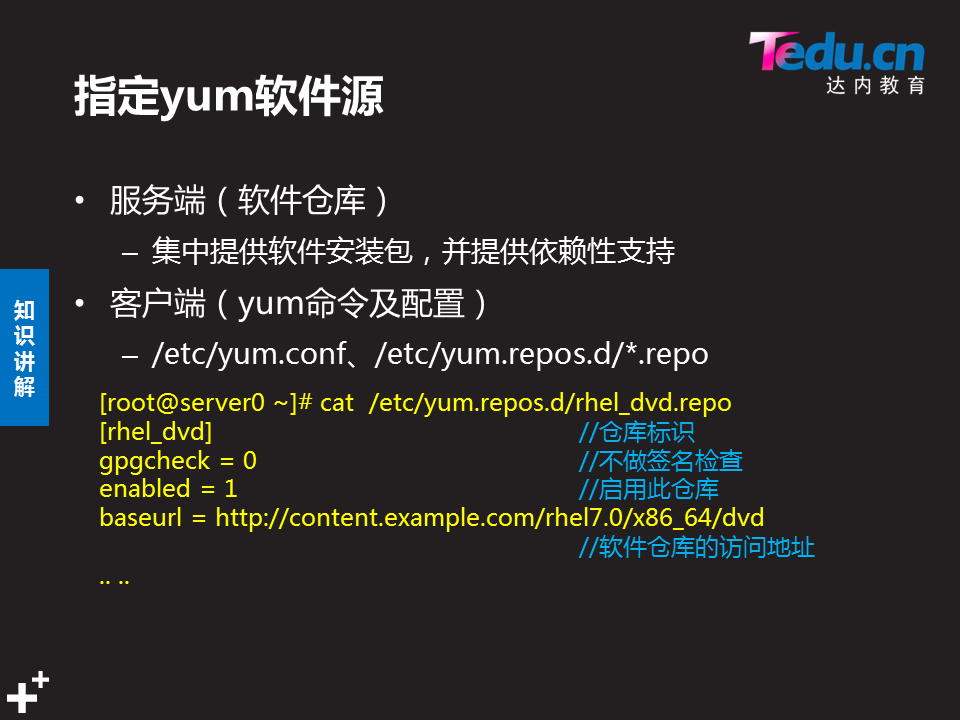 Tedu.cn
达内教育
指定yum软件源
• 服务端（软件仓库）
– 集中提供软件安装包，并提供依赖性支持
• 客户端（yum命令及配置）
– /etc/yum.conf、/etc/yum.repos.d/*.repo
知识讲解
[root@server0 ~]# cat  /etc/yum.repos.d/rhel_dvd.repo
[rhel_dvd] //仓库标识
gpgcheck = 0 //不做签名检查
enabled = 1 //启用此仓库
baseurl = http://content.example.com/rhel7.0/x86_64/dvd
//软件仓库的访问地址
.. ..